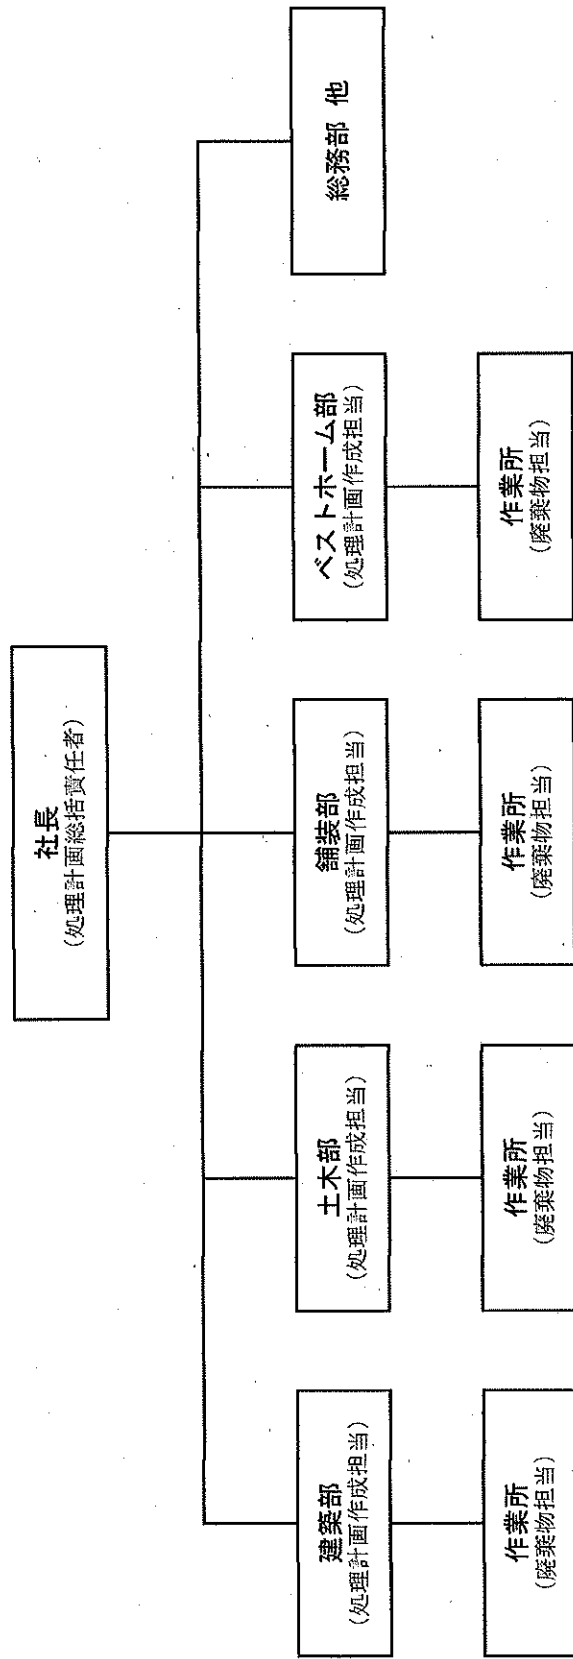 社長
(処理計画総括責任者)
建築部
(処理計画作成担当)
土木部
(処理計画作成担当)
舗装部
(処理計画作成担当)
ベストホーム部
(処理計画作成担当)
総務部 他
作業所
(廃棄物担当)
作業所
(廃棄物担当)
作業所
(廃棄物担当)
作業所
(廃棄物担当)